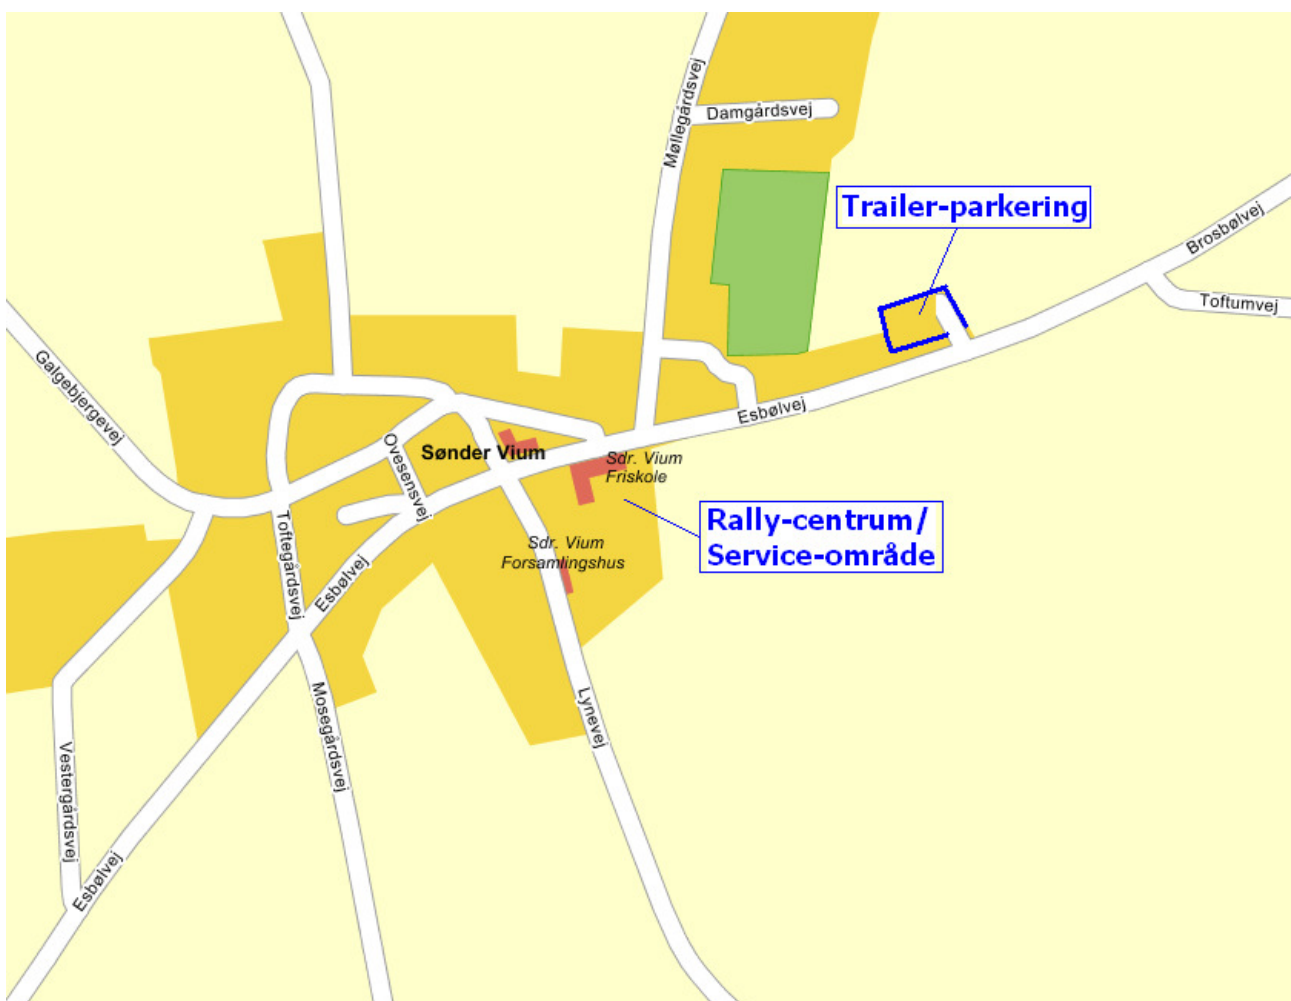 Møllegårdsvej
Damgårdsvej
Trailer-parkering
Brosbølvej
Toftumvej
Galgebjergevej
Esbølvej
Ovesensvej
Sønder Vium
Sdr. Vium
Friskole
Rally-centrum/
Service-område
Toftegårdsvej
Sdr. Vium
Forsamlingshus
Esbølvej
Mosegårdsvej
Lynevej
Vestergårdsvej
Esbølvej